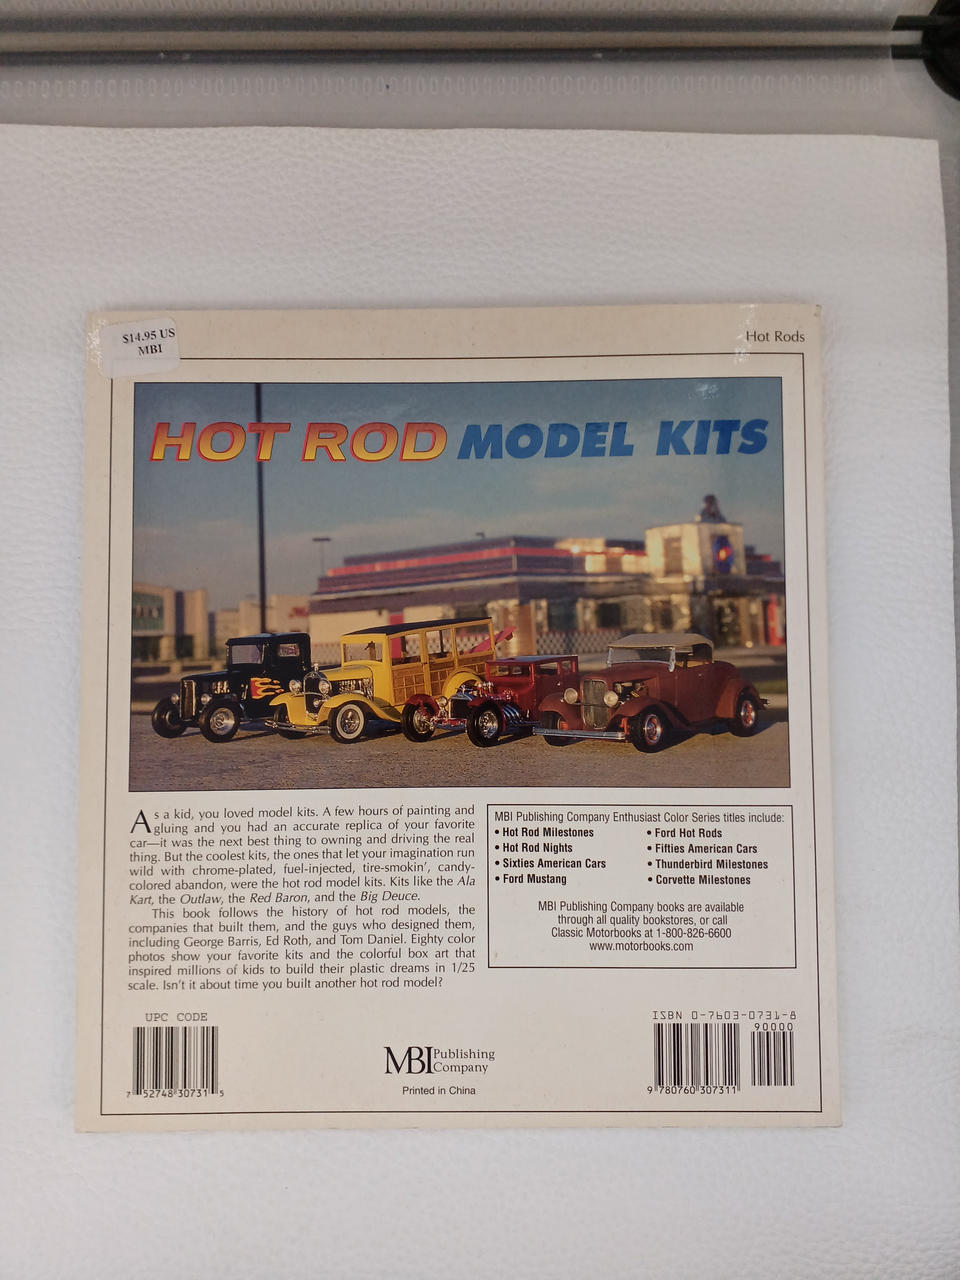 $14.95 US
MBI
Hot Rods
HOT ROD MODEL KITS
As a kid, you loved model kits. A few hours of painting and
gluing and you had an accurate replica of your favorite
car—it was the next best thing to owning and driving the real
thing. But the coolest kits, the ones that let your imagination run
wild with chrome-plated, fuel-injected, tire-smokin', candy-
colored abandon, were the hot rod model kits. Kits like the Ala
Kart, the Outlaw, the Red Baron, and the Big Deuce.
This book follows the history of hot rod models, the
companies that built them, and the guys who designed them,
including George Barris, Ed Roth, and Tom Daniel. Eighty color
photos show your favorite kits and the colorful box art that
inspired millions of kids to build their plastic dreams in 1/25
scale. Isn't it about time you built another hot rod model?
MBI Publishing Company Enthusiast Color Series titles include:
• Hot Rod Milestones
• Hot Rod Nights
• Sixties American Cars
• Ford Mustang
• Ford Hot Rods
• Fifties American Cars
• Thunderbird Milestones
• Corvette Milestones
MBI Publishing Company books are available
through all quality bookstores, or call
Classic Motorbooks at 1-800-826-6600
www.motorbooks.com
UPC CODE
7 52748 30731 5
MBI Publishing
Company
Printed in China
ISBN 0-7603-0731-8
90000
9 780760 307311